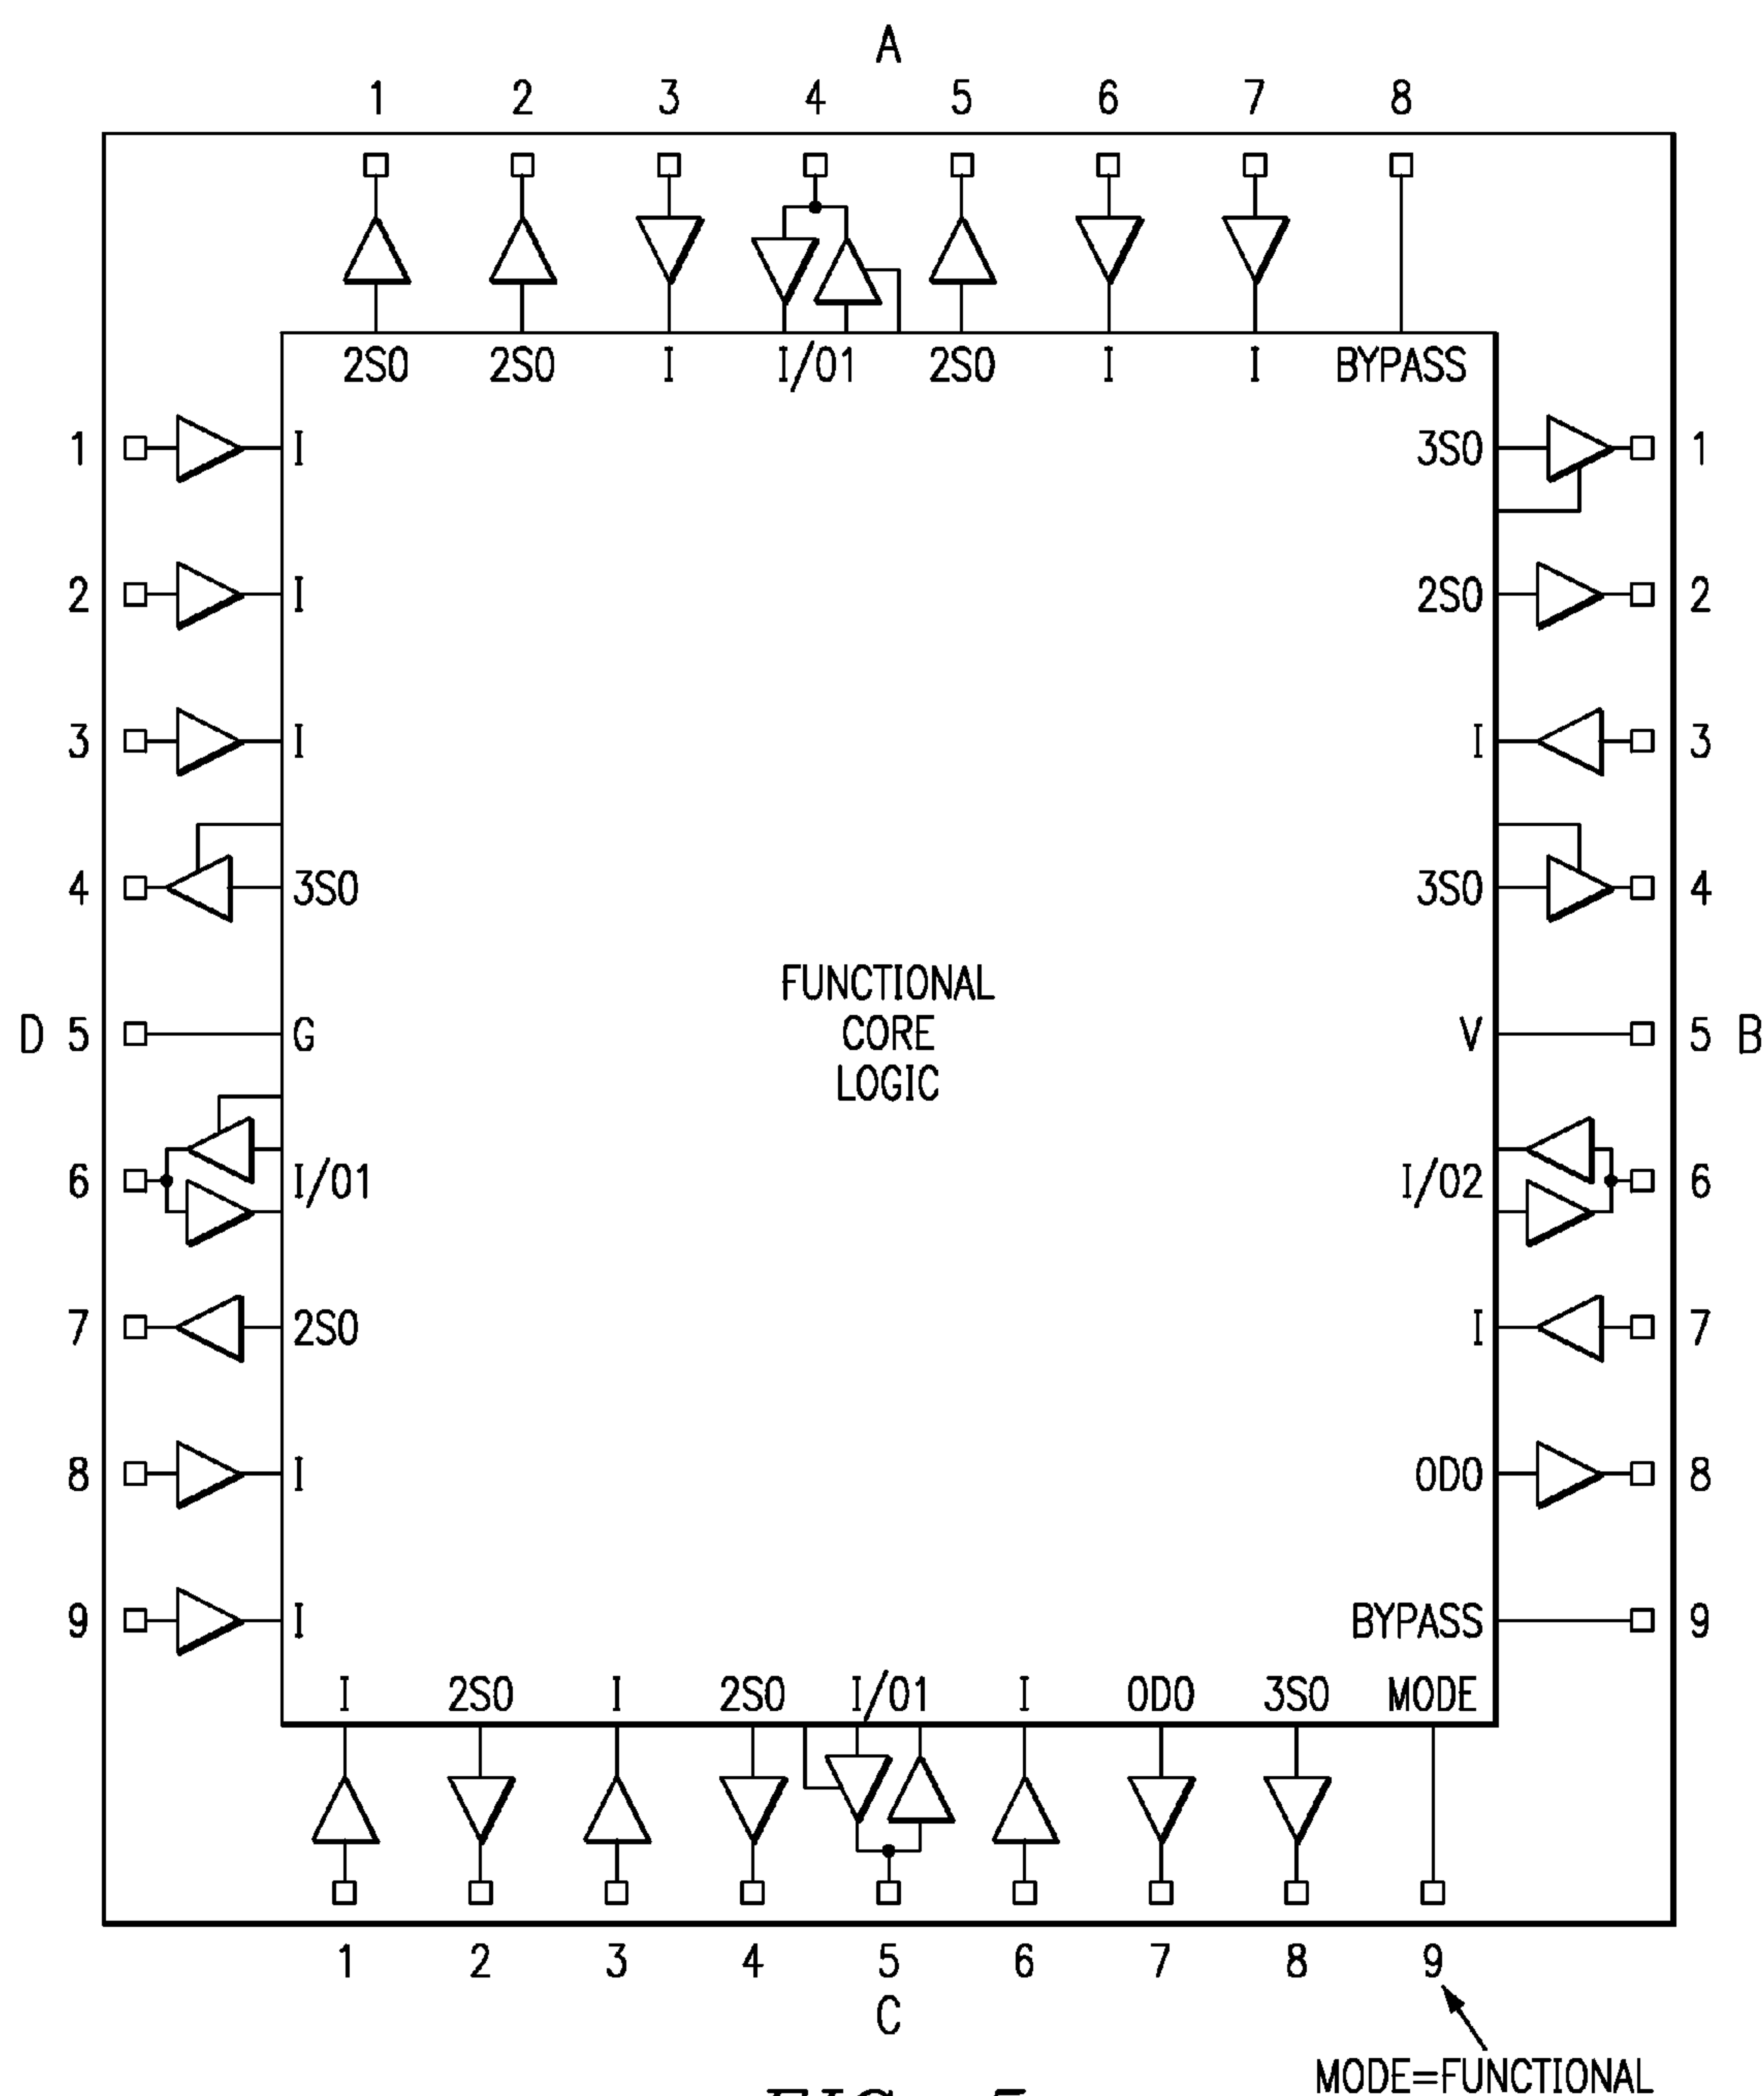 A
1 2 3 4 5 6 7 8
2SO 2SO I I/O1 2SO I I BYPASS
1 I 3SO 1
2 I 2SO 2
3 I I 3
4 3SO 3SO 4
FUNCTIONAL
D 5 G CORE V 5 B
LOGIC
6 I/O1 I/O2 6
7 2SO I 7
8 I ODO 8
9 I BYPASS 9
I 2SO I 2SO I/O1 I ODO 3SO MODE
1 2 3 4 5 6 7 8 9
C
MODE=FUNCTIONAL